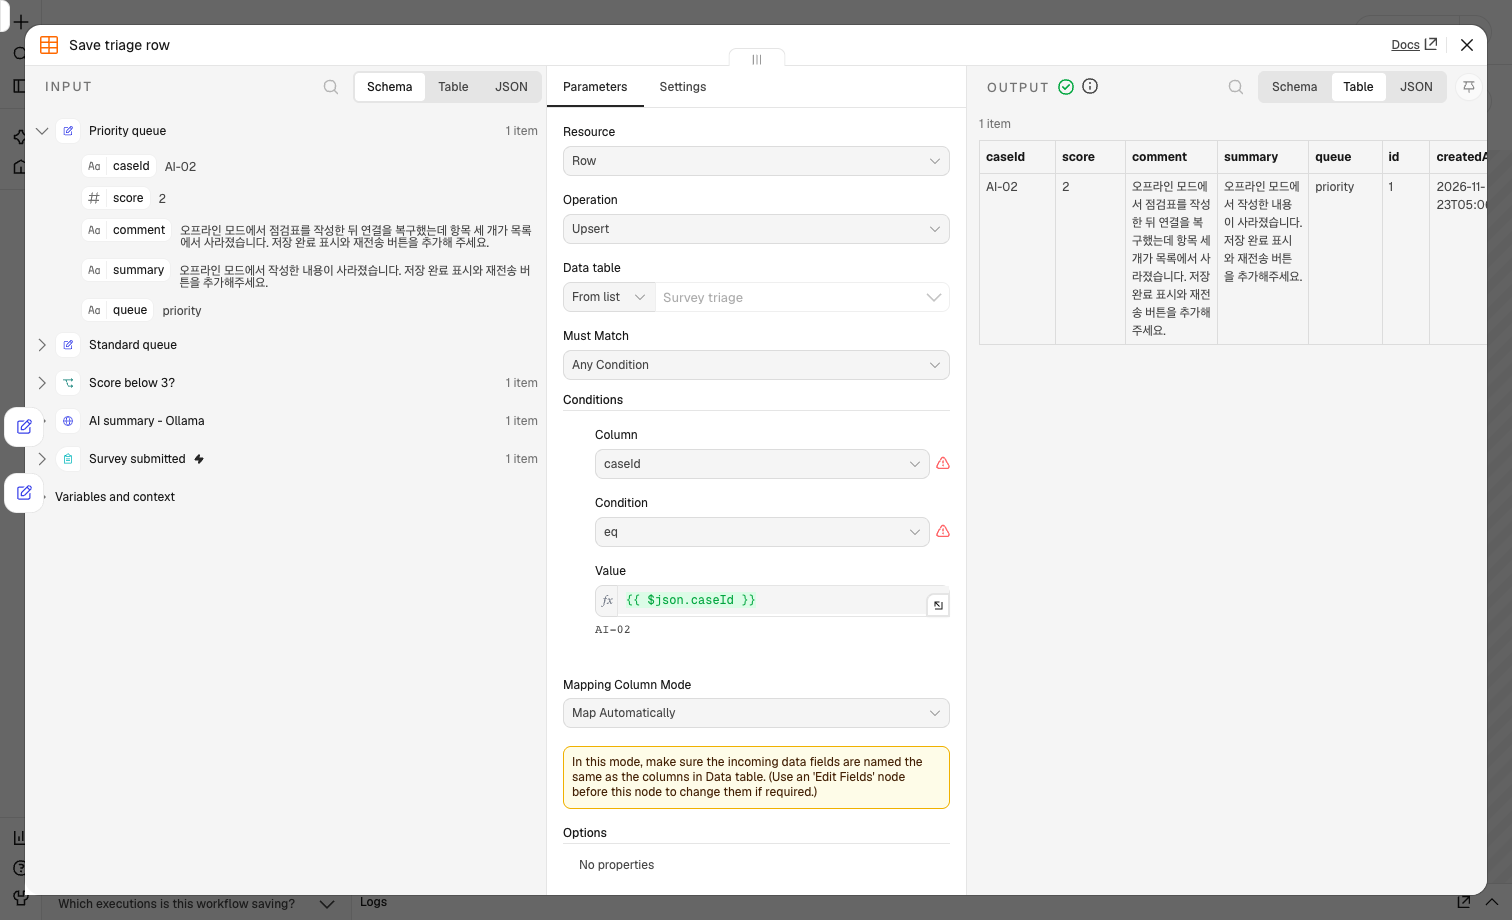 Save triage row
Docs
INPUT
Schema
Table
JSON
Priority queue
1 item
caseId
AI-02
score
2
comment
오프라인 모드에서 점검표를 작성한 뒤 연결을 복구했는데 항목 세 개가 목록
에서 사라졌습니다. 저장 완료 표시와 재전송 버튼을 추가해 주세요.
summary
오프라인 모드에서 작성한 내용이 사라졌습니다. 저장 완료 표시와 재전송 버
튼을 추가해주세요.
queue
priority
Standard queue
Score below 3?
1 item
AI summary - Ollama
1 item
Survey submitted
1 item
Variables and context
Parameters
Settings
Resource
Row
Operation
Upsert
Data table
From list
Survey triage
Must Match
Any Condition
Conditions
Column
caseId
Condition
eq
Value
fx
{{ $json.caseId }}
AI-02
Mapping Column Mode
Map Automatically
In this mode, make sure the incoming data fields are named the
same as the columns in Data table. (Use an 'Edit Fields' node
before this node to change them if required.)
Options
No properties
OUTPUT
Schema
Table
JSON
1 item
caseId
score
comment
summary
queue
id
createdA
AI-02
2
오프라인 모드에
서 점검표를 작성
한 뒤 연결을 복
구했는데 항목 세
개가 목록에서 사
라졌습니다. 저장
완료 표시와 재전
송 버튼을 추가해
주세요.
오프라인 모드에
서 작성한 내용
이 사라졌습니다.
저장 완료 표시
와 재전송 버튼
을 추가해주세요.
priority
1
2026-11-
23T05:0
Which executions is this workflow saving?
Logs